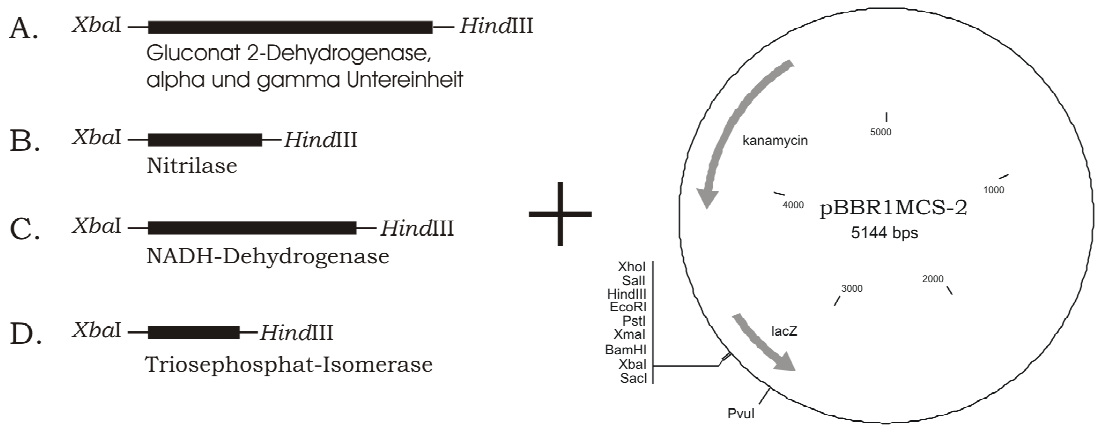 A. XbaI HindIII
Gluconat 2-Dehydrogenase,
alpha und gamma Untereinheit
B. XbaI HindIII
Nitrilase
C. XbaI HindIII
NADH-Dehydrogenase
D. XbaI HindIII
Triosephosphat-Isomerase
+
kanamycin
5000
1000
4000
pBBR1MCS-2
5144 bps
2000
3000
XhoI
SalI
HindIII
EcoRI
PstI
XmaI
BamHI
XbaI
SacI
lacZ
PvuI